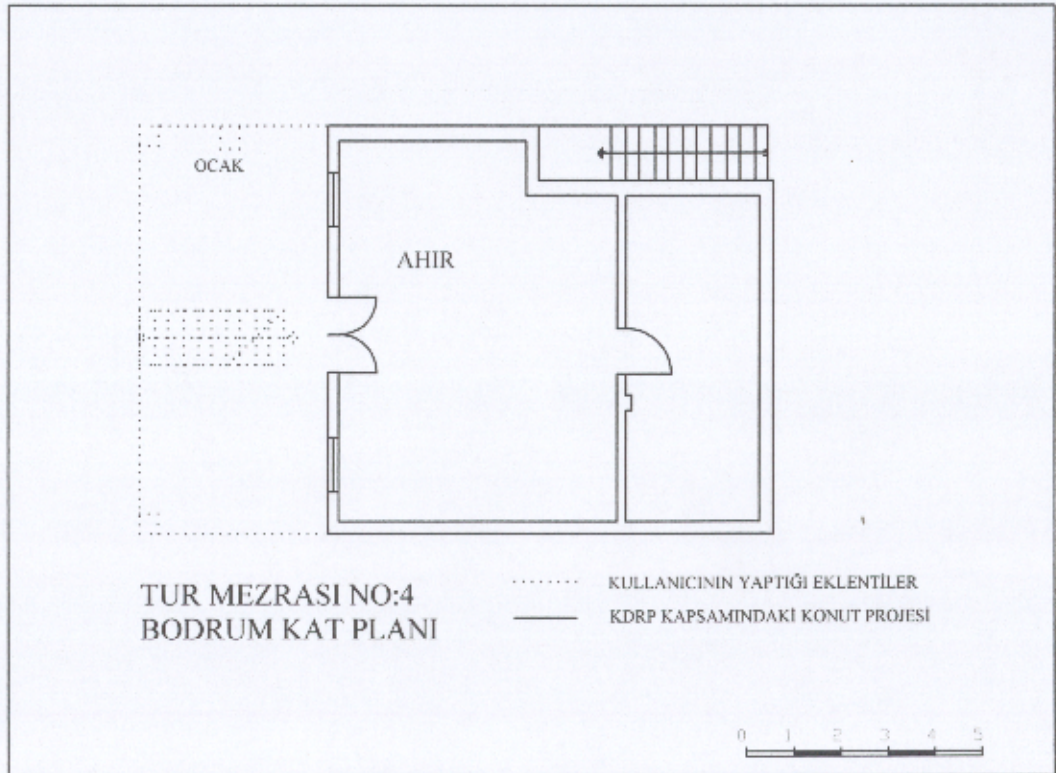 OCAK
AHIR
TUR MEZRASI NO:4
BODRUM KAT PLANI
KULLANICININ YAPTIĞI EKLENTİLER
KDRP KAPSAMINDAKİ KONUT PROJESİ
0 1 2 3 4 5